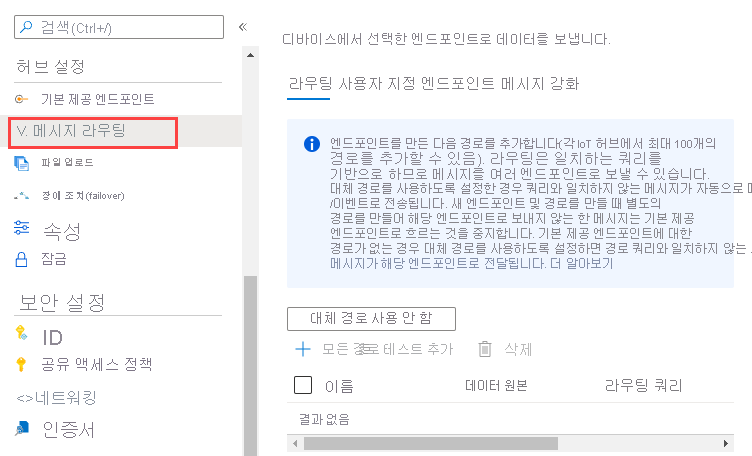 검색(Ctrl+/)
«
허브 설정
기본 제공 엔드포인트
V. 메시지 라우팅
파일 업로드
장애 조치(failover)
속성
잠금
보안 설정
ID
공유 액세스 정책
<>네트워킹
인증서
디바이스에서 선택한 엔드포인트로 데이터를 보냅니다.
라우팅 사용자 지정 엔드포인트 메시지 강화
엔드포인트를 만든 다음 경로를 추가합니다(각 IoT 허브에서 최대 100개의
경로를 추가할 수 있음). 라우팅은 일치하는 쿼리를
기반으로 하므로 메시지를 여러 엔드포인트로 보낼 수 있습니다.
대체 경로를 사용하도록 설정한 경우 쿼리와 일치하지 않는 메시지가 자동으로
/이벤트로 전송됩니다. 새 엔드포인트 및 경로를 만들 때 별도의
경로를 만들어 해당 엔드포인트로 보내지 않는 한 메시지는 기본 제공
엔드포인트로 흐르는 것을 중지합니다. 기본 제공 엔드포인트에 대한
경로가 없는 경우 대체 경로를 사용하도록 설정하면 경로 쿼리와 일치하지 않는
메시지가 해당 엔드포인트로 전달됩니다. 더 알아보기
대체 경로 사용 안 함
모든 경로 테스트 추가
삭제
이름 데이터 원본 라우팅 쿼리
결과 없음